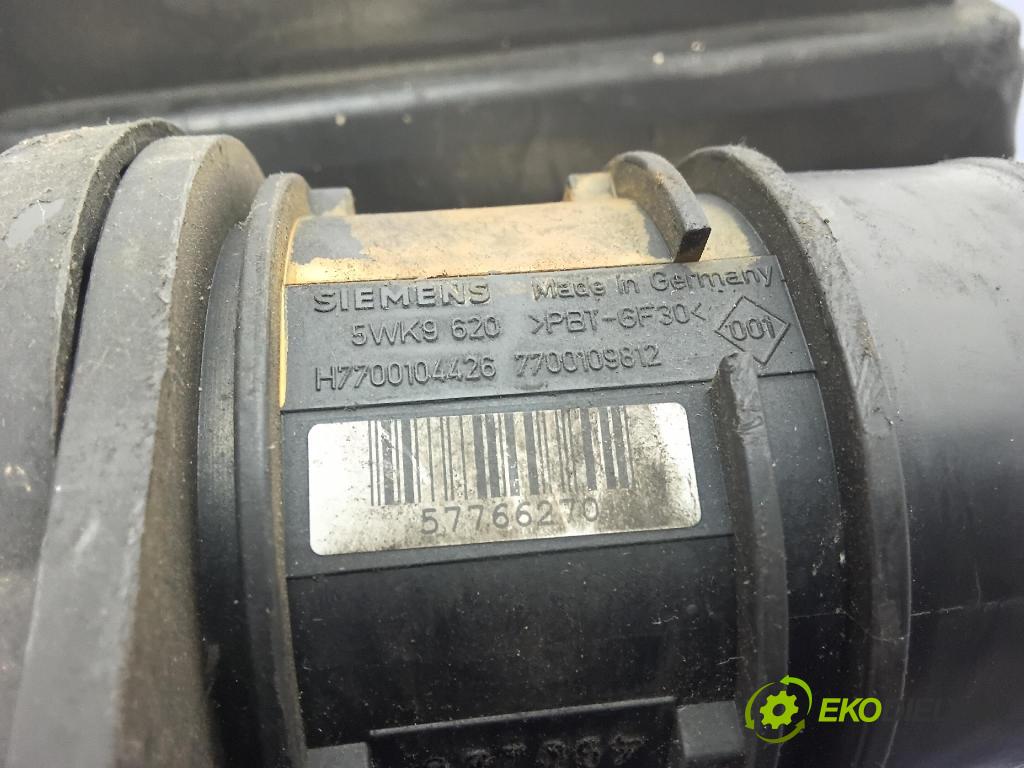 SIEMENS Made in Germany
5WK9 620 >PBT-GF30<
001
H7700104426 7700109812
57766270
EKO